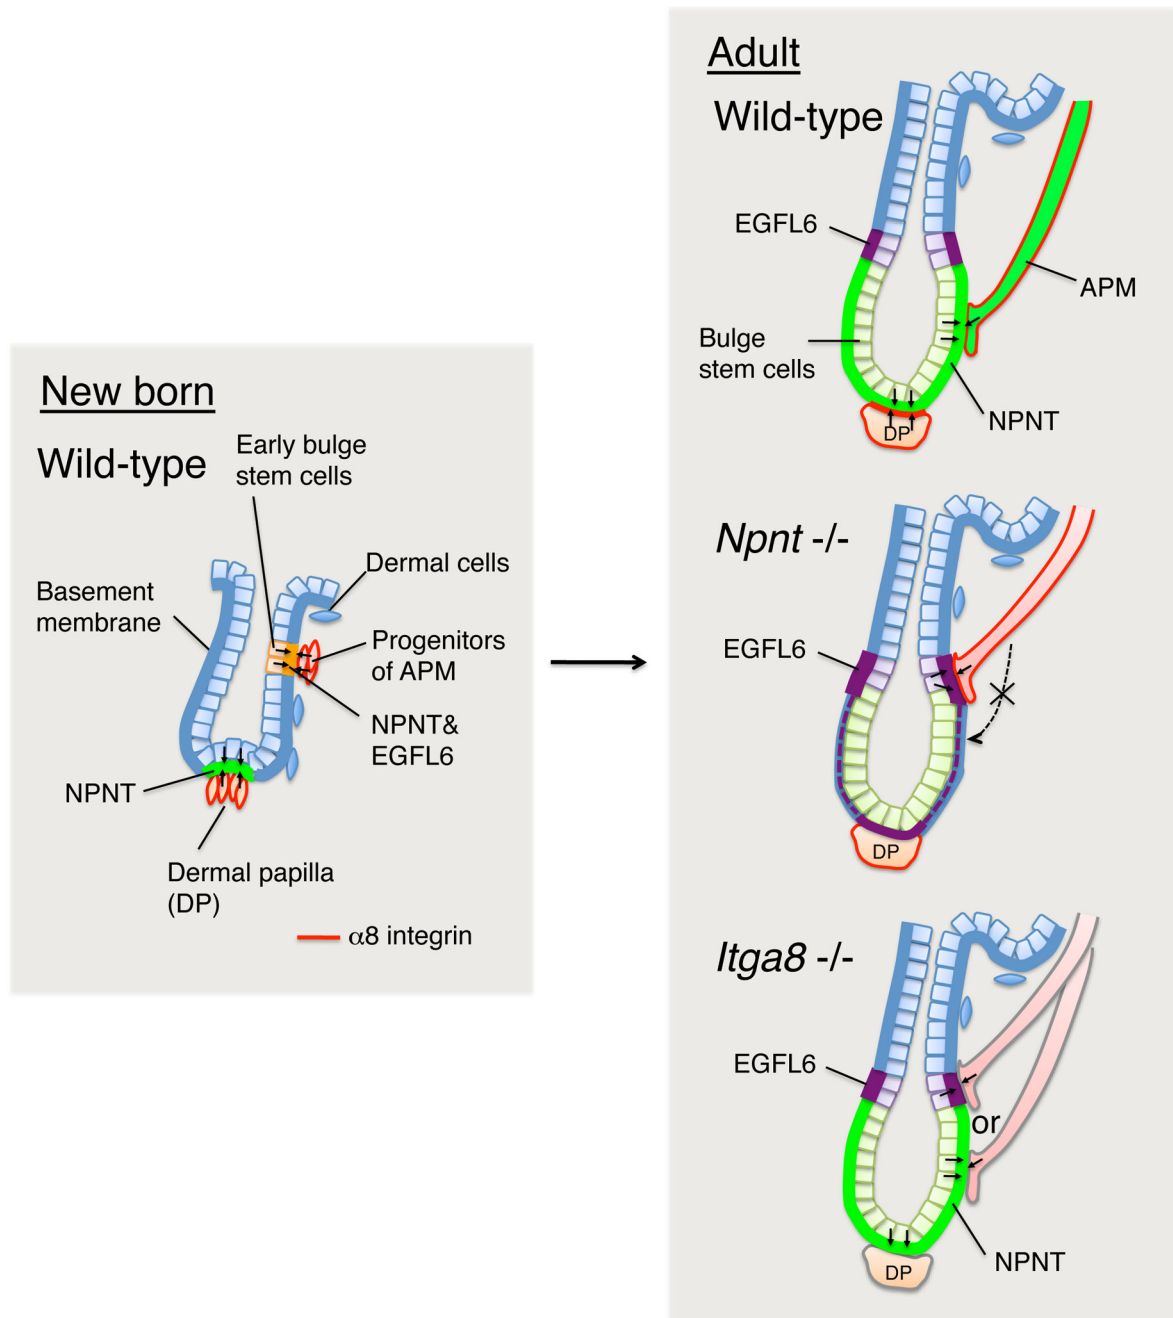 New born
Wild-type
Early bulge
stem cells
Dermal cells
Basement
membrane
Progenitors
of APM
NPNT&
EGFL6
NPNT
Dermal papilla
(DP)
α8 integrin
Adult
Wild-type
EGFL6
APM
Bulge
stem cells
NPNT
DP
Npnt -/-
EGFL6
DP
Itga8 -/-
EGFL6
or
NPNT
DP